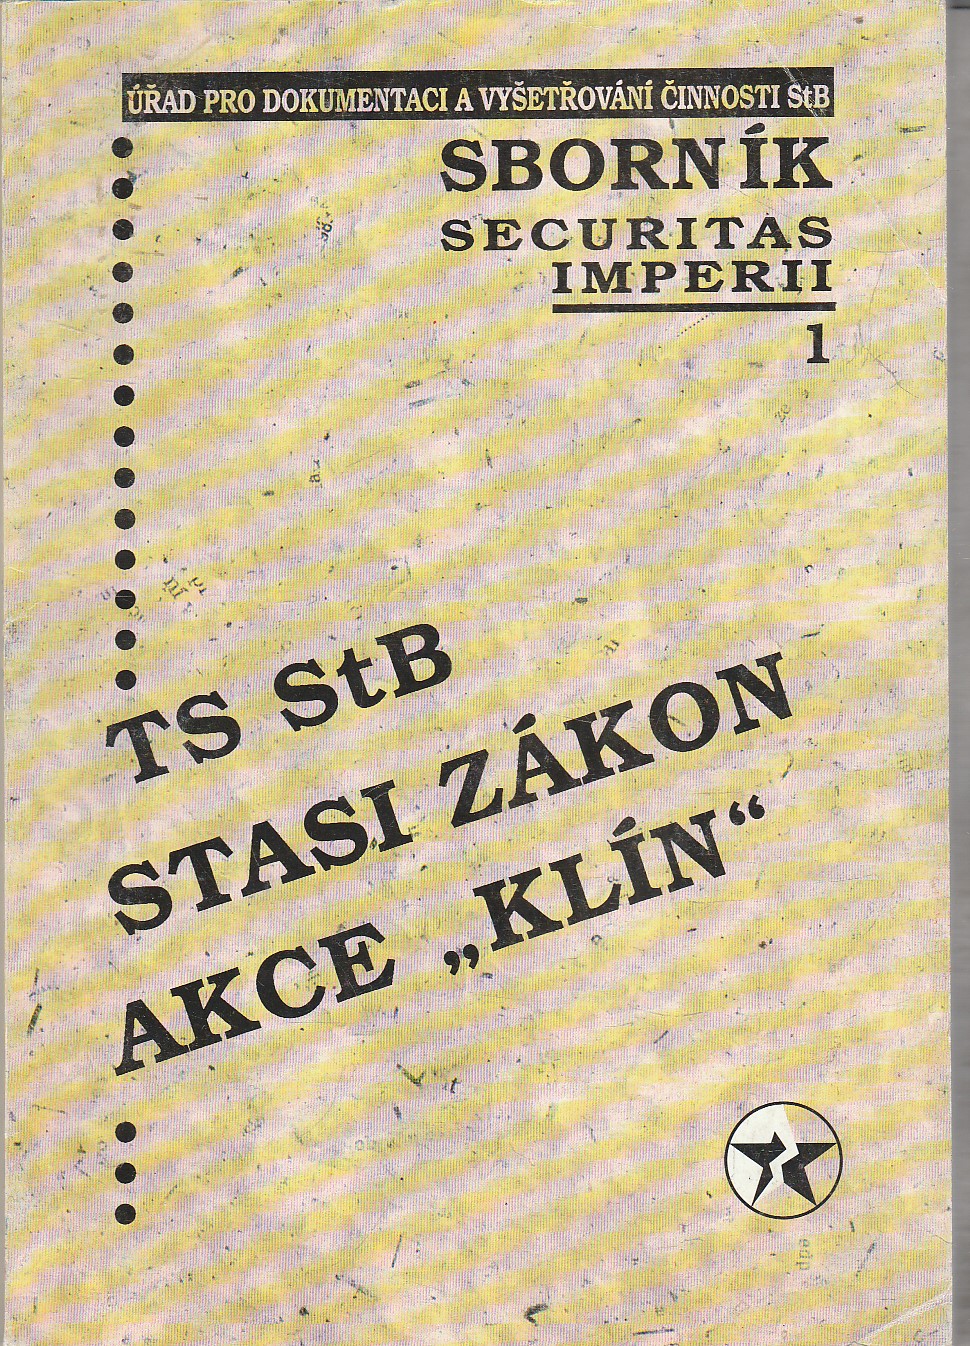 ÚŘAD PRO DOKUMENTACI A VYŠETŘOVÁNÍ ČINNOSTI StB
SBORNÍK
SECURITAS
IMPERII
1
TS StB
STASI ZÁKON
AKCE „KLÍN“